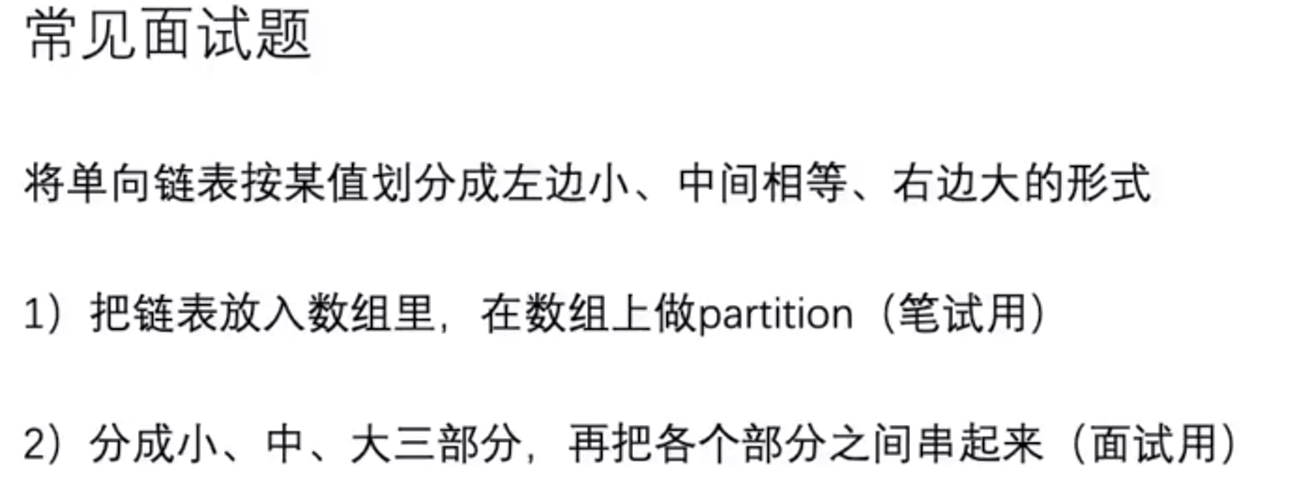 常见面试题
将单向链表按某值划分成左边小、中间相等、右边大的形式
1）把链表放入数组里，在数组上做partition（笔试用）
2）分成小、中、大三部分，再把各个部分之间串起来（面试用）